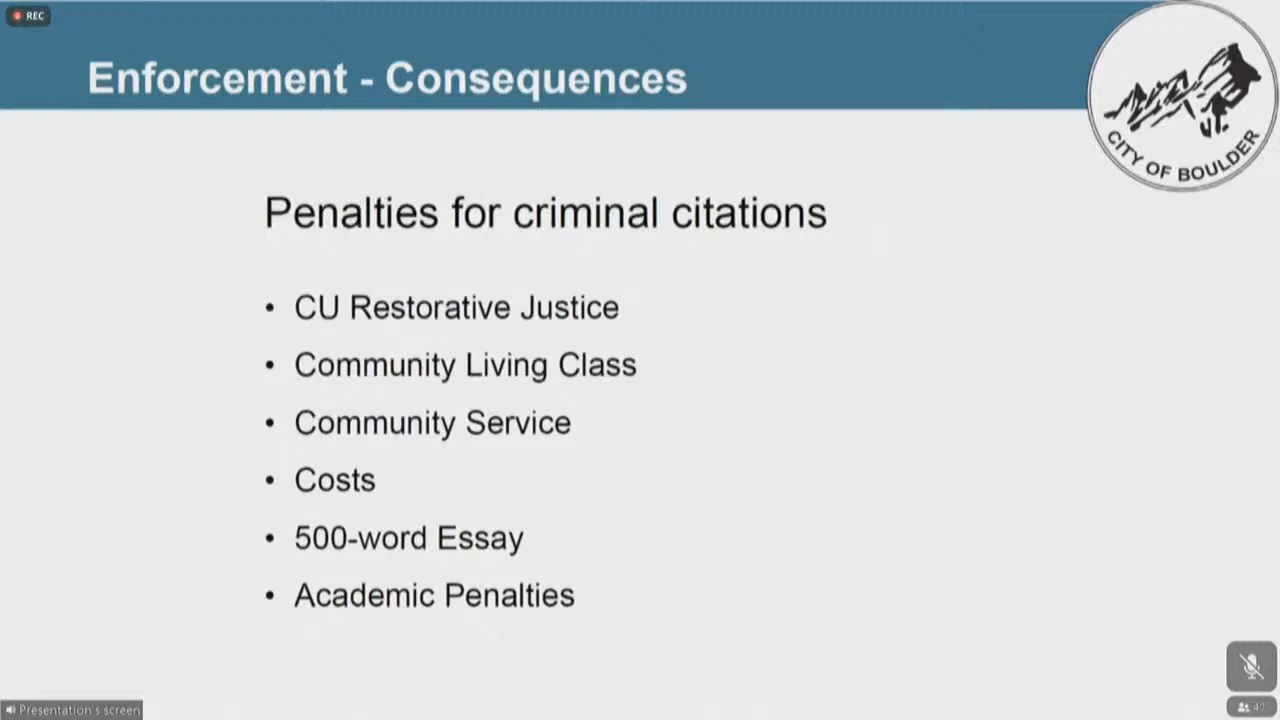 REC
Enforcement - Consequences
CITY OF BOULDER
Penalties for criminal citations
• CU Restorative Justice
• Community Living Class
• Community Service
• Costs
• 500-word Essay
• Academic Penalties
Presentation's screen
40